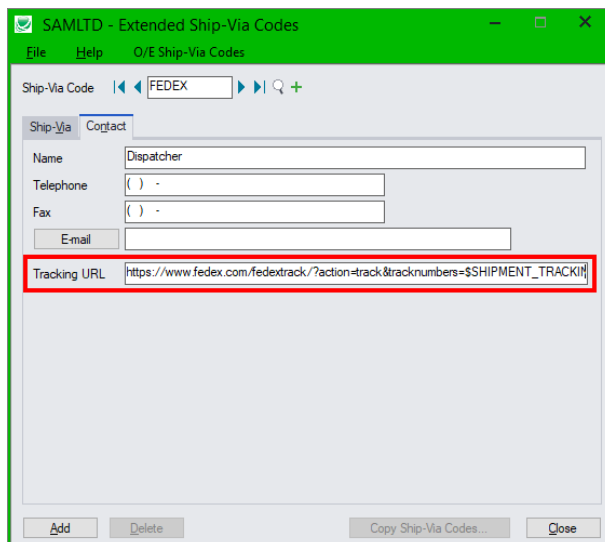 SAMLTD - Extended Ship-Via Codes
File Help O/E Ship-Via Codes
Ship-Via Code FEDEX
Ship-Via Contact
Name Dispatcher
Telephone ( ) -
Fax ( ) -
E-mail
Tracking URL https://www.fedex.com/fedextrack/?action=track&tracknumbers=$SHIPMENT_TRACKIN
Add Delete Copy Ship-Via Codes... Close